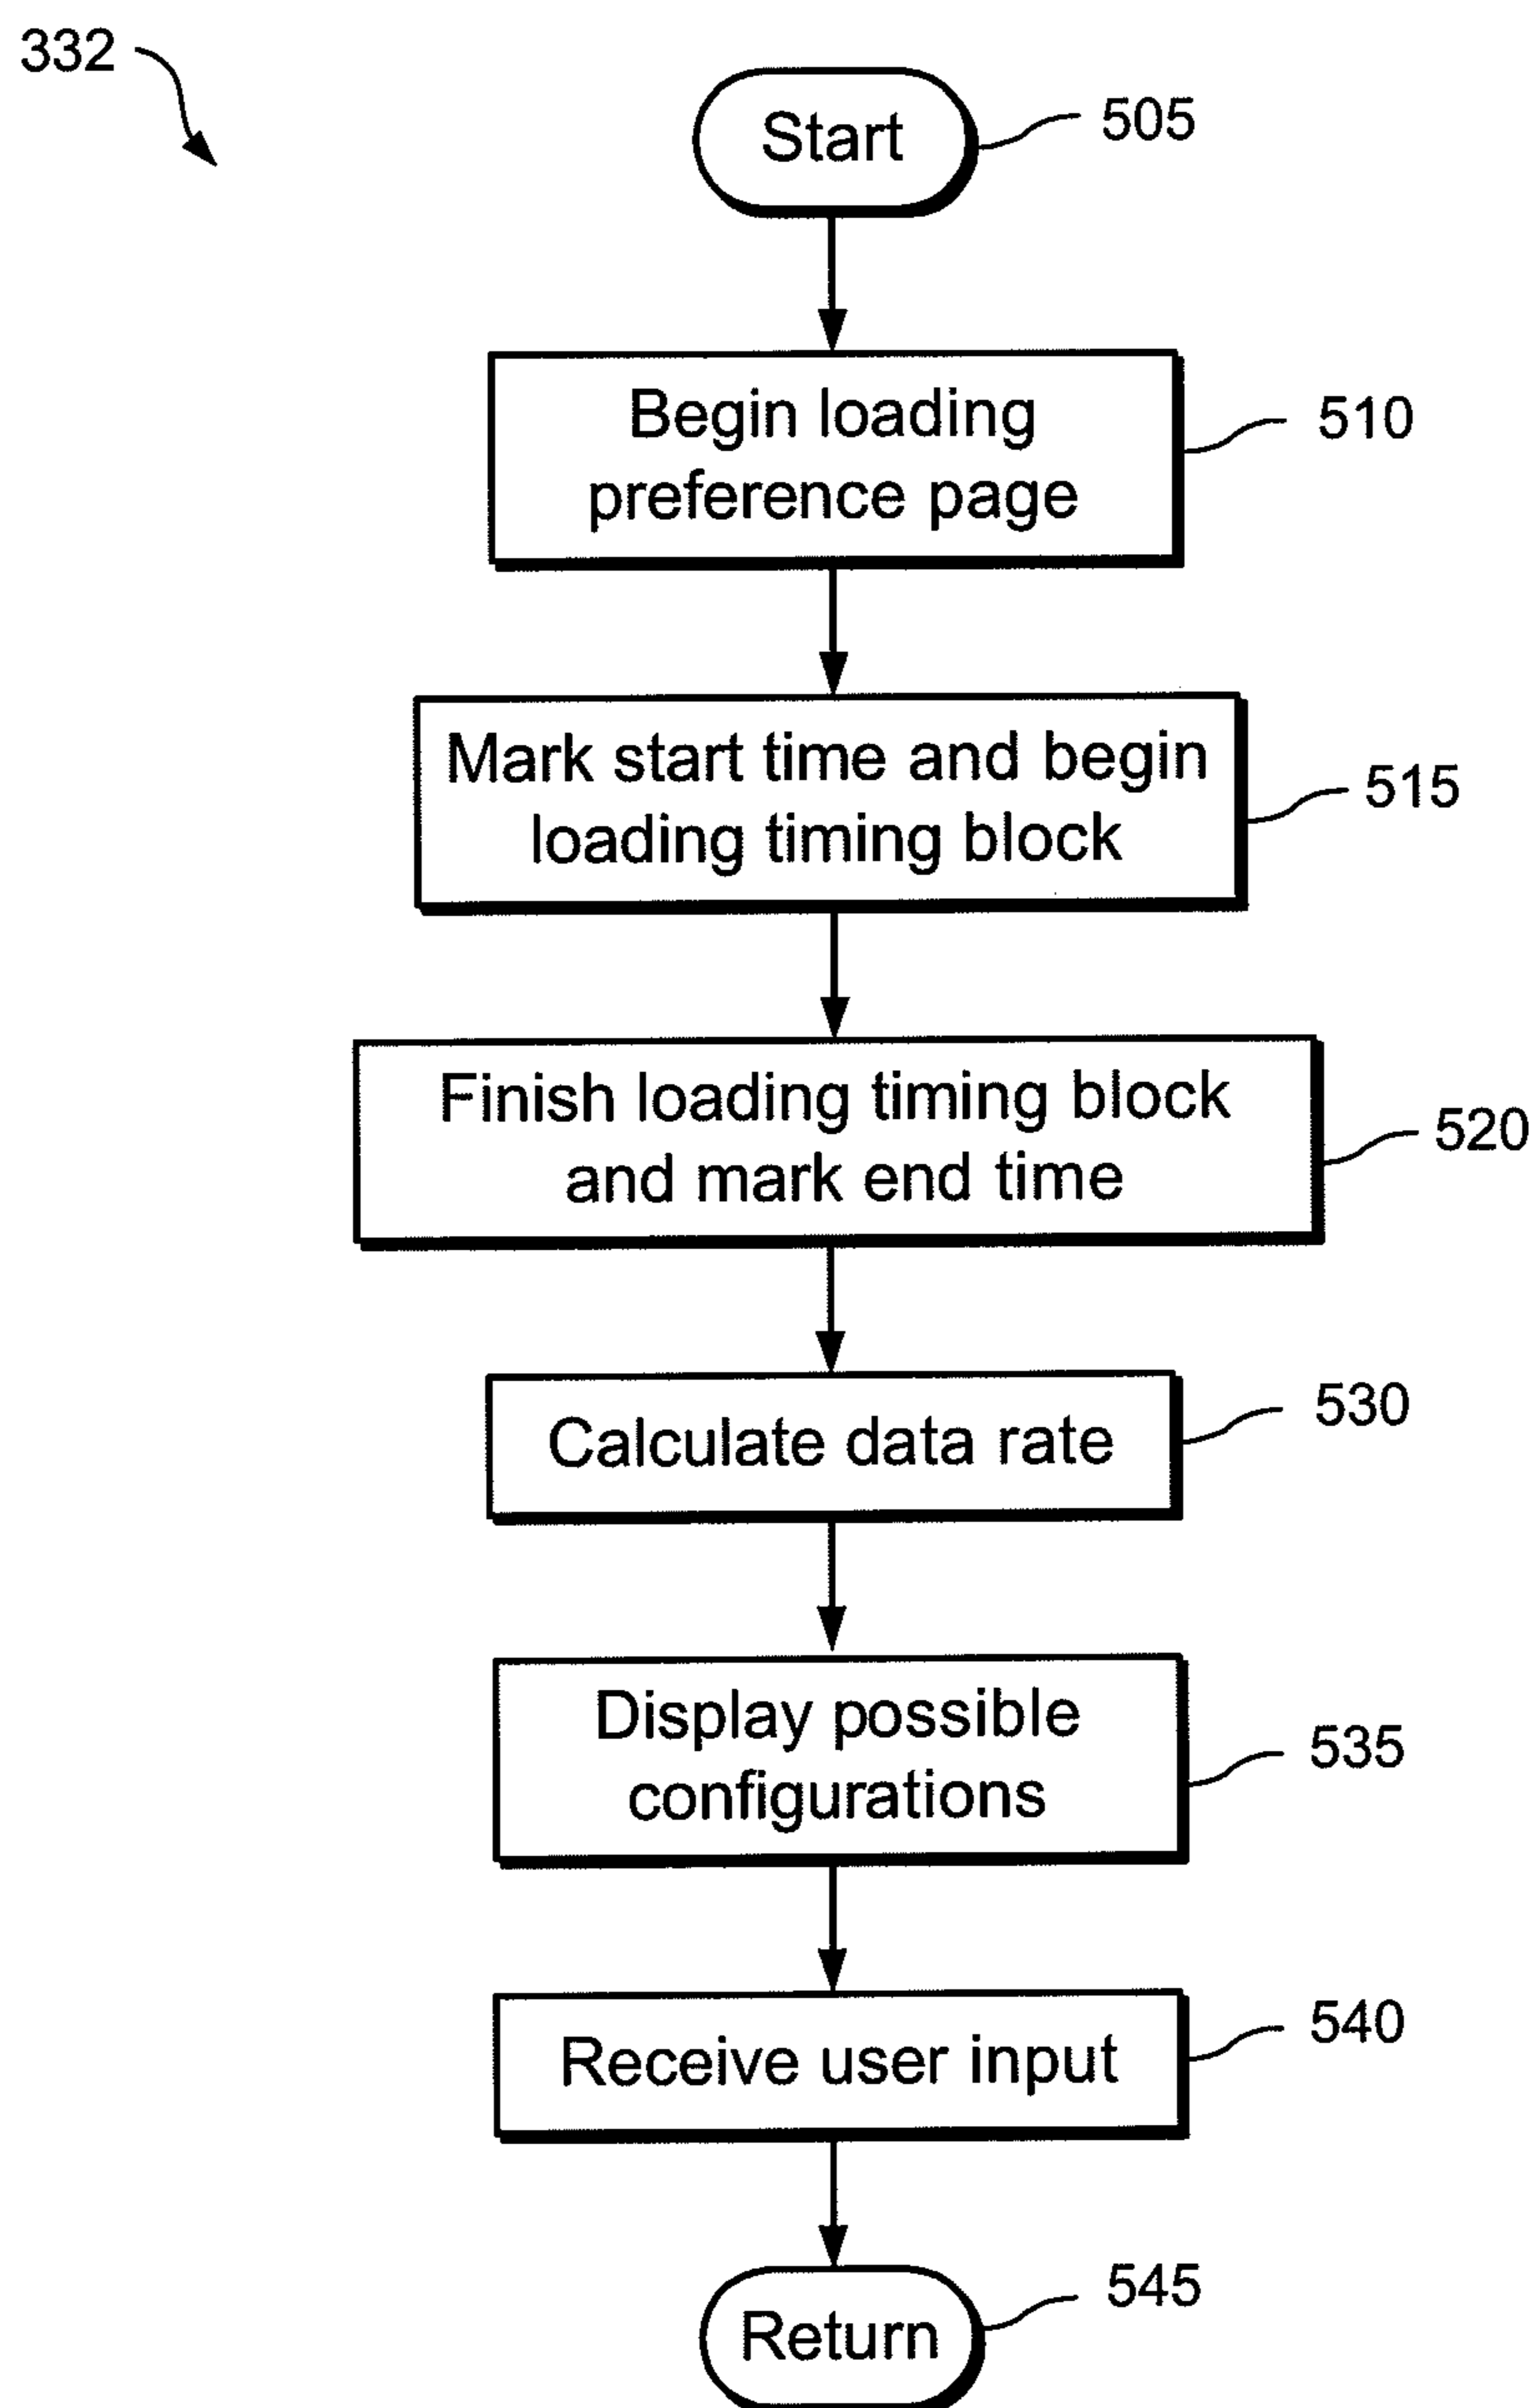 332
Start
505
Begin loading
preference page
510
Mark start time and begin
loading timing block
515
Finish loading timing block
and mark end time
520
Calculate data rate
530
Display possible
configurations
535
Receive user input
540
Return
545